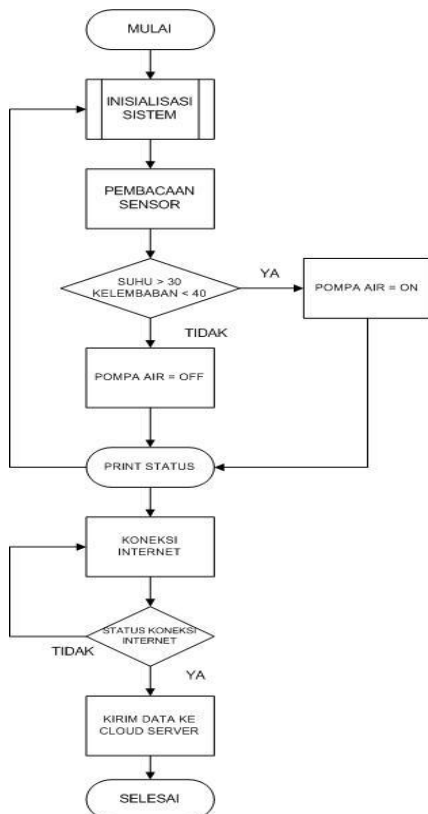 MULAI
INISIALISASI
SISTEM
PEMBACAAN
SENSOR
SUHU > 30
KELEMBABAN < 40
YA
POMPA AIR = ON
TIDAK
POMPA AIR = OFF
PRINT STATUS
KONEKSI
INTERNET
STATUS KONEKSI
INTERNET
TIDAK
YA
KIRIM DATA KE
CLOUD SERVER
SELESAI